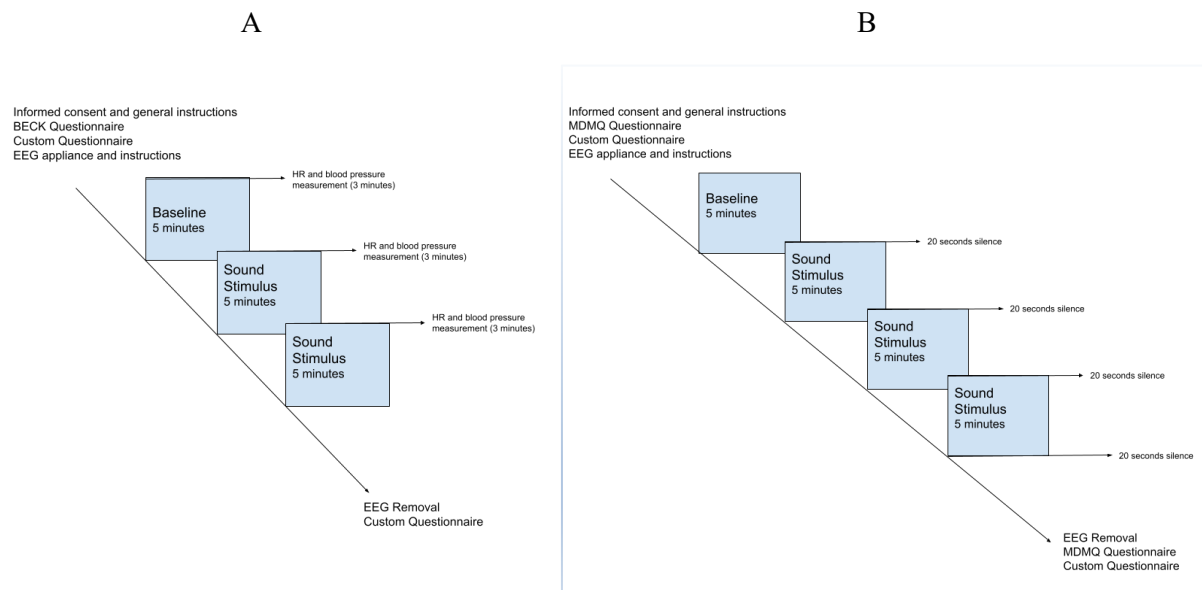 A
Informed consent and general instructions
BECK Questionnaire
Custom Questionnaire
EEG appliance and instructions
HR and blood pressure
measurement (3 minutes)
Baseline
5 minutes
HR and blood pressure
measurement (3 minutes)
Sound
Stimulus
5 minutes
HR and blood pressure
measurement (3 minutes)
Sound
Stimulus
5 minutes
EEG Removal
Custom Questionnaire
B
Informed consent and general instructions
MDMQ Questionnaire
Custom Questionnaire
EEG appliance and instructions
Baseline
5 minutes
20 seconds silence
Sound
Stimulus
5 minutes
20 seconds silence
Sound
Stimulus
5 minutes
20 seconds silence
Sound
Stimulus
5 minutes
20 seconds silence
EEG Removal
MDMQ Questionnaire
Custom Questionnaire